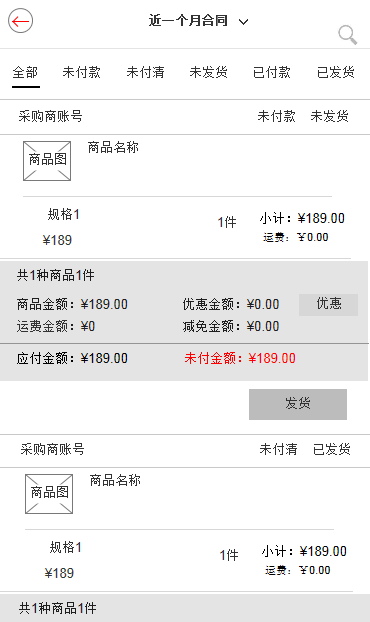 近一个月合同
全部 未付款 未付清 未发货 已付款 已发货
采购商账号 未付款 未发货
商品图 商品名称
规格1 1件 小计：¥189.00
¥189 运费：¥0.00
共1种商品1件
商品金额：¥189.00 优惠金额：¥0.00 优惠
运费金额：¥0 减免金额：¥0.00
应付金额：¥189.00 未付金额：¥189.00
发货
采购商账号 未付清 已发货
商品图 商品名称
规格1 1件 小计：¥189.00
¥189 运费：¥0.00
共1种商品1件